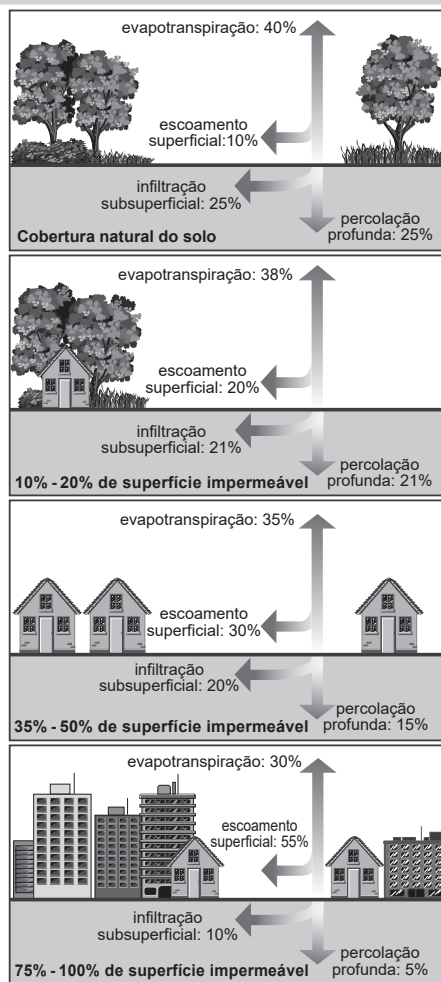 evapotranspiração: 40%
escoamento
superficial:10%
infiltração
subsuperficial: 25%
percolação
profunda: 25%
Cobertura natural do solo
evapotranspiração: 38%
escoamento
superficial: 20%
infiltração
subsuperficial: 21%
percolação
profunda: 21%
10% - 20% de superfície impermeável
evapotranspiração: 35%
escoamento
superficial: 30%
infiltração
subsuperficial: 20%
percolação
profunda: 15%
35% - 50% de superfície impermeável
evapotranspiração: 30%
escoamento
superficial: 55%
infiltração
subsuperficial: 10%
percolação
profunda: 5%
75% - 100% de superfície impermeável